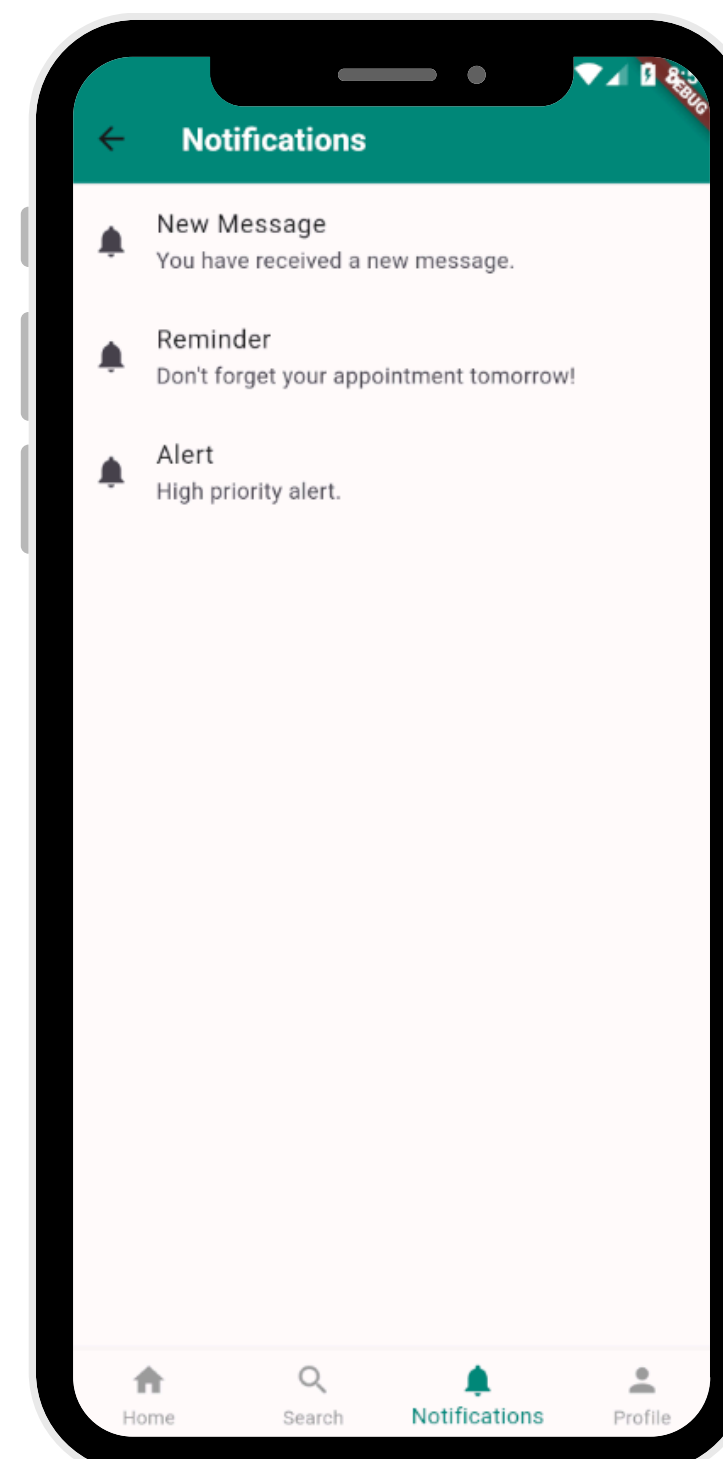 Notifications
New Message
You have received a new message.
Reminder
Don't forget your appointment tomorrow!
Alert
High priority alert.
Home
Search
Notifications
Profile